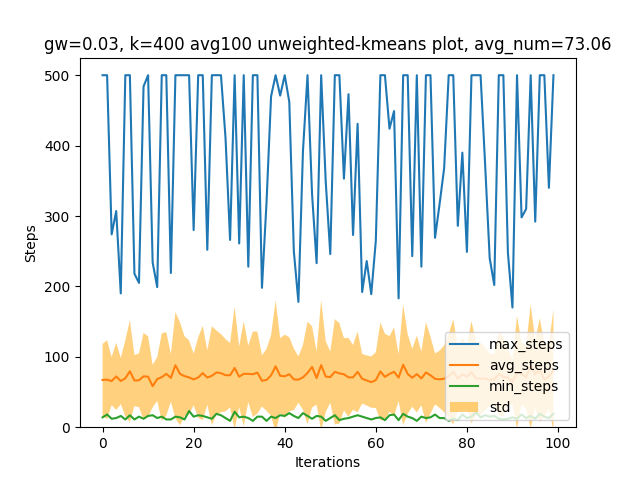 gw=0.03, k=400 avg100 unweighted-kmeans plot, avg_num=73.06
500
400
300
200
100
0
Steps
0 20 40 60 80 100
Iterations
max_steps
avg_steps
min_steps
std